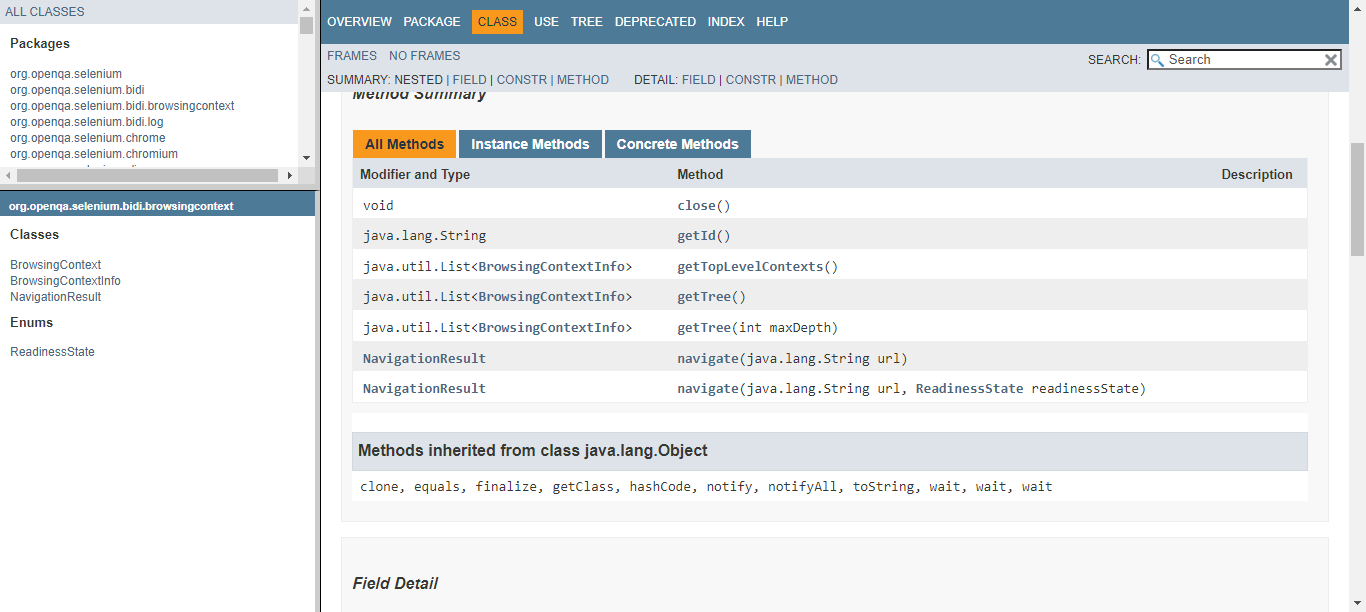 ALL CLASSES
Packages
org.openqa.selenium
org.openqa.selenium.bidi
org.openqa.selenium.bidi.browsingcontext
org.openqa.selenium.bidi.log
org.openqa.selenium.chrome
org.openqa.selenium.chromium
org.openqa.selenium.bidi.browsingcontext
Classes
BrowsingContext
BrowsingContextInfo
NavigationResult
Enums
ReadinessState
OVERVIEW PACKAGE CLASS USE TREE DEPRECATED INDEX HELP
FRAMES NO FRAMES
SEARCH: Search
SUMMARY: NESTED | FIELD | CONSTR | METHOD DETAIL: FIELD | CONSTR | METHOD
Method Summary
All Methods Instance Methods Concrete Methods
Modifier and Type Method Description
void close()
java.lang.String getId()
java.util.List<BrowsingContextInfo> getTopLevelContexts()
java.util.List<BrowsingContextInfo> getTree()
java.util.List<BrowsingContextInfo> getTree(int maxDepth)
NavigationResult navigate(java.lang.String url)
NavigationResult navigate(java.lang.String url, ReadinessState readinessState)
Methods inherited from class java.lang.Object
clone, equals, finalize, getClass, hashCode, notify, notifyAll, toString, wait, wait, wait
Field Detail